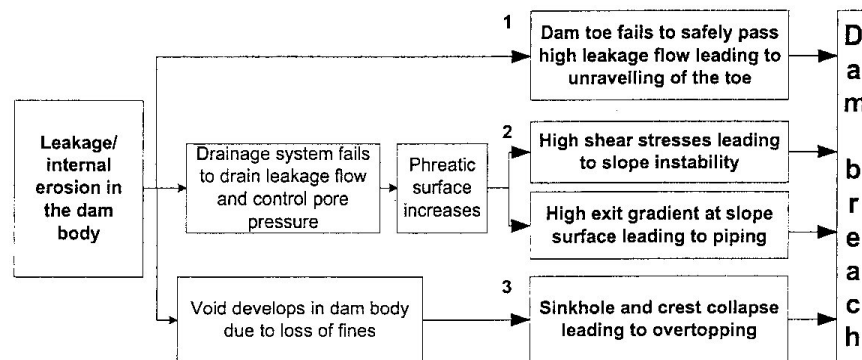 1
Dam toe fails to safely pass
high leakage flow leading to
unravelling of the toe
Leakage/
internal
erosion in
the dam
body
Drainage system fails
to drain leakage flow
and control pore
pressure
Phreatic
surface
increases
2
High shear stresses leading
to slope instability
High exit gradient at slope
surface leading to piping
Void develops in dam body
due to loss of fines
3
Sinkhole and crest collapse
leading to overtopping
Dam breach